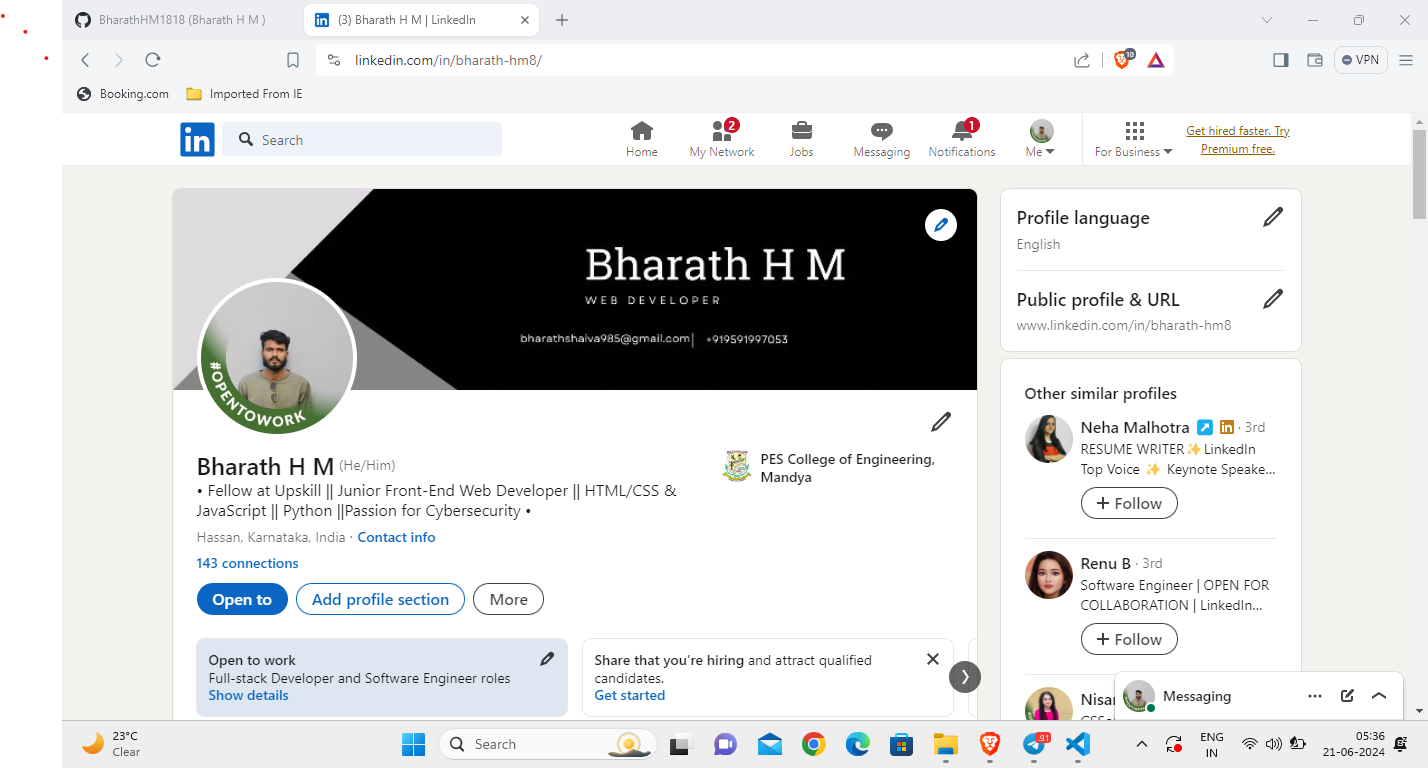 BharathHM1818 (Bharath H M )
(3) Bharath H M | LinkedIn
linkedin.com/in/bharath-hm8/
10
VPN
Booking.com
Imported From IE
in
Search
Home
2
My Network
Jobs
Messaging
1
Notifications
Me
For Business
Get hired faster. Try
Premium free.
Bharath H M
WEB DEVELOPER
bharathshaiva985@gmail.com| +919591997053
#OPENTOWORK
Bharath H M (He/Him)
• Fellow at Upskill || Junior Front-End Web Developer || HTML/CSS &
JavaScript || Python ||Passion for Cybersecurity •
Hassan, Karnataka, India · Contact info
143 connections
PES College of Engineering,
Mandya
Open to
Add profile section
More
Open to work
Full-stack Developer and Software Engineer roles
Show details
Share that you’re hiring and attract qualified
candidates.
Get started
Profile language
English
Public profile & URL
www.linkedin.com/in/bharath-hm8
Other similar profiles
Neha Malhotra in · 3rd
RESUME WRITER✨LinkedIn
Top Voice ✨ Keynote Speake...
+ Follow
Renu B · 3rd
Software Engineer | OPEN FOR
COLLABORATION | LinkedIn...
+ Follow
Messaging
23°C
Clear
Search
91
ENG
IN
05:36
21-06-2024